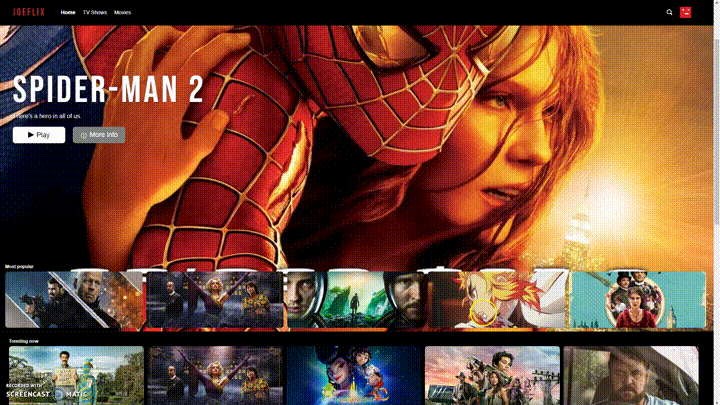 JOEFLIX Home TV Shows Movies
SPIDER-MAN 2
There's a hero in all of us.
Play More Info
Most popular
Trending now
RECORDED WITH
SCREENCAST MATIC